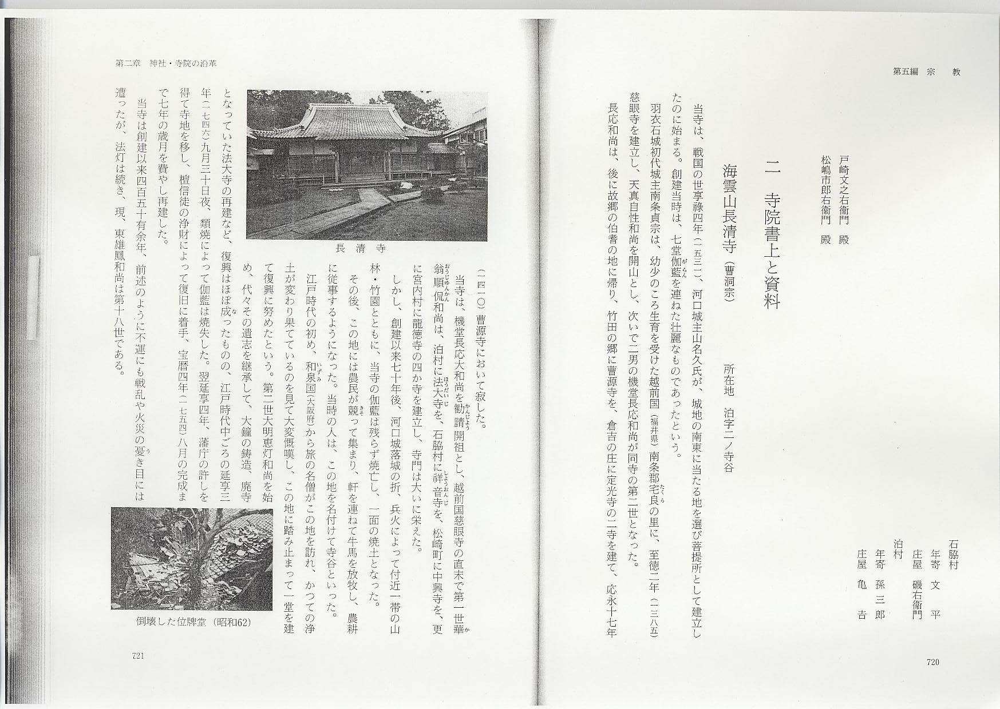 第五編　宗　　教
石脇村
年寄　文　　平
庄屋　磯右衞門
泊村
年寄　孫 三 郎
庄屋　亀　　吉
戸崎文之右衞門　殿
松嶋市郎右衞門　殿
二　寺院書上と資料
海雲山長清寺（曹洞宗）　　　所在地　泊字二ノ寺谷
当寺は、戦国の世享祿四年（一五三一）、河口城主山名久氏が、城地の南東に当たる地を選び菩提所として建立し
たのに始まる。創建当時は、七堂伽藍がらんを連ねた壮麗なものであったという。
羽衣石城初代城主南条貞宗は、幼少のころ生育を受けた越前国（福井県）南条郡宅良たくらの里に、至徳二年（一三八五）
慈眼寺を建立し、天真自性和尚を開山とし、次いで二男の機堂長応和尚が同寺の第二世となった。
長応和尚は、後に故郷の伯耆の地に帰り、竹田の郷に曹源寺を、倉吉の庄に定光寺の二寺を建て、応永十七年
720
第二章　神社・寺院の沿革
（一四一〇）曹源寺において寂した。
当寺は、機堂長応大和尚を勧請かんじよう開祖とし、越前国慈眼寺の直末で第一世華か
翁順侃おうじゆんかん和尚は、泊村に法大寺ほうだいじを、石脇村に祥音寺しようおんじを、松崎町に中興寺を、更
に宮内村に龍徳寺の四か寺を建立し、寺門は大いに栄えた。
しかし、創建以来七十年後、河口城落城の折、兵火によって付近一帯の山
林・竹園とともに、当寺の伽藍は残らず焼亡し、一面の焼土となった。
その後、この地には農民が競きそって集まり、軒を連ねて牛馬を放牧し、農耕
に従事するようになった。当時の人は、この地を名付けて寺谷といった。
江戸時代の初め、和泉いずみ国（大阪府）から旅の名僧がこの地を訪れ、かつての浄
土が変わり果てているのを見て大変慨嘆し、この地に踏み止まって一堂を建
て復興に努めたという。第二世大明恵灯和尚を始
め、代々その遺志を継承して、大鐘の鋳造、廃寺
となっていた法大寺の再建など、復興はほぼ成なったものの、江戸時代中ごろの延享三
年（一七四六）九月三十日夜、類焼によって伽藍は焼失した。翌延享四年、藩庁の許しを
得て寺地を移し、檀信徒の浄財によって復旧に着手、宝暦四年（一七五四）八月の完成ま
で七年の歳月を費やし再建した。
当寺は創建以来四百五十有余年、前述のように不運にも戦乱や火災の憂うき目には
遭ったが、法灯は続き、現、東雄鳳和尚は第十八世である。
長　清　寺
倒壊した位牌堂（昭和62）
721